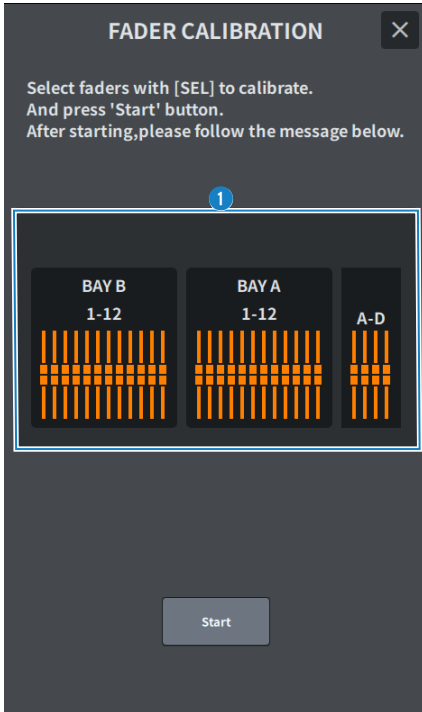 FADER CALIBRATION
Select faders with [SEL] to calibrate.
And press 'Start' button.
After starting,please follow the message below.
1
BAY B
1-12
BAY A
1-12
A-D
Start